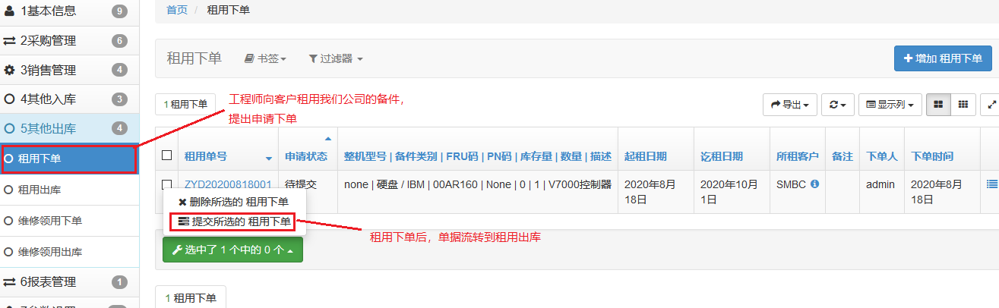 1基本信息 9
2采购管理 6
3销售管理 4
4其他入库 3
5其他出库 4
租用下单
租用出库
维修领用下单
维修领用出库
6报表管理 1
首页 / 租用下单
租用下单 书签 过滤器 增加 租用下单
1 租用下单
工程师向客户租用我们公司的备件，
提出申请下单
导出 显示列
租用单号 申请状态 整机型号 | 备件类别 | FRU码 | PN码 | 库存量 | 数量 | 描述 起租日期 讫租日期 所租客户 备注 下单人 下单时间
ZYD20200818001 待提交 none | 硬盘 / IBM | 00AR160 | None | 0 | 1 | V7000控制器 2020年8月 2020年10月 SMBC admin 2020年8月
18日 1日 18日
删除所选的 租用下单
提交所选的 租用下单
租用下单后，单据流转到租用出库
选中了 1 个中的 0 个
1 租用下单